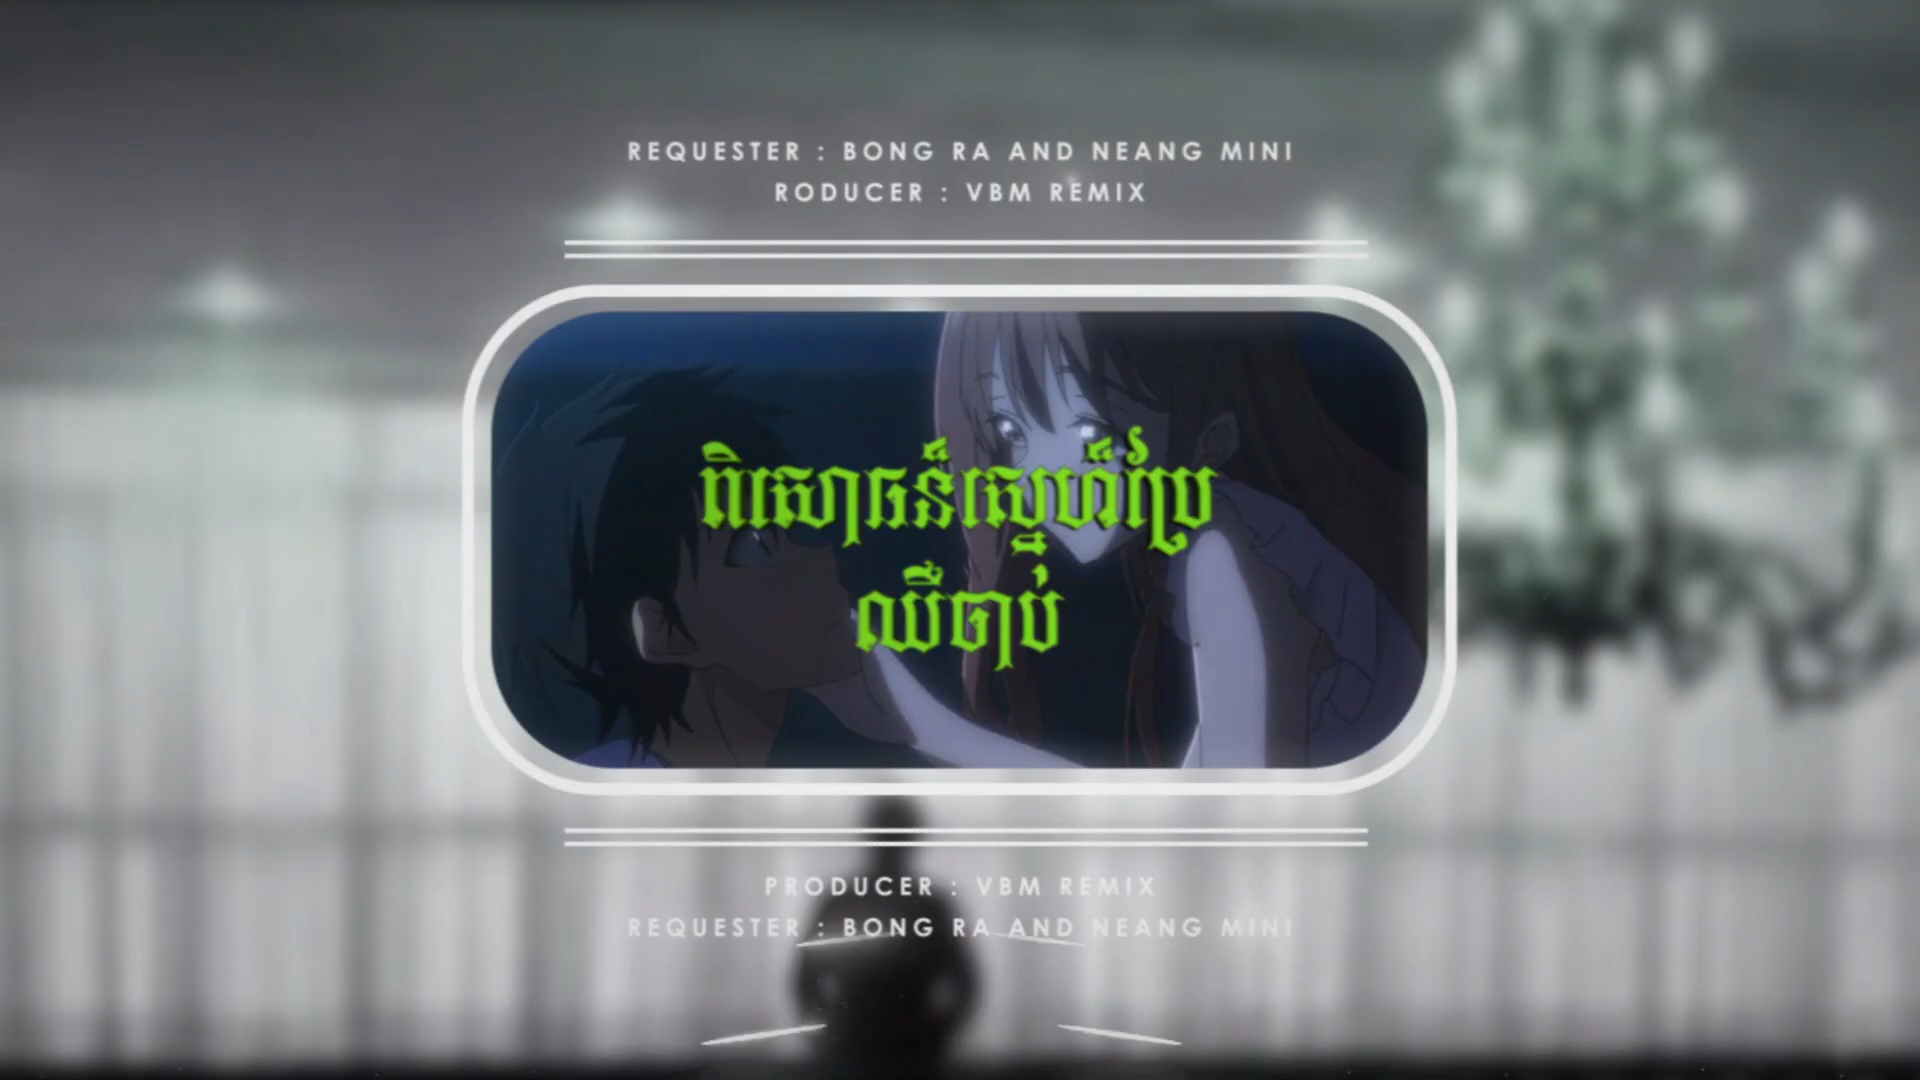 REQUESTER : BONG RA AND NEANG MINI
RODUCER : VBM REMIX
ពិសោធន៏ស្នេហ៏ប្រែ
ឈឺចាប់
PRODUCER : VBM REMIX
REQUESTER : BONG RA AND NEANG MINI